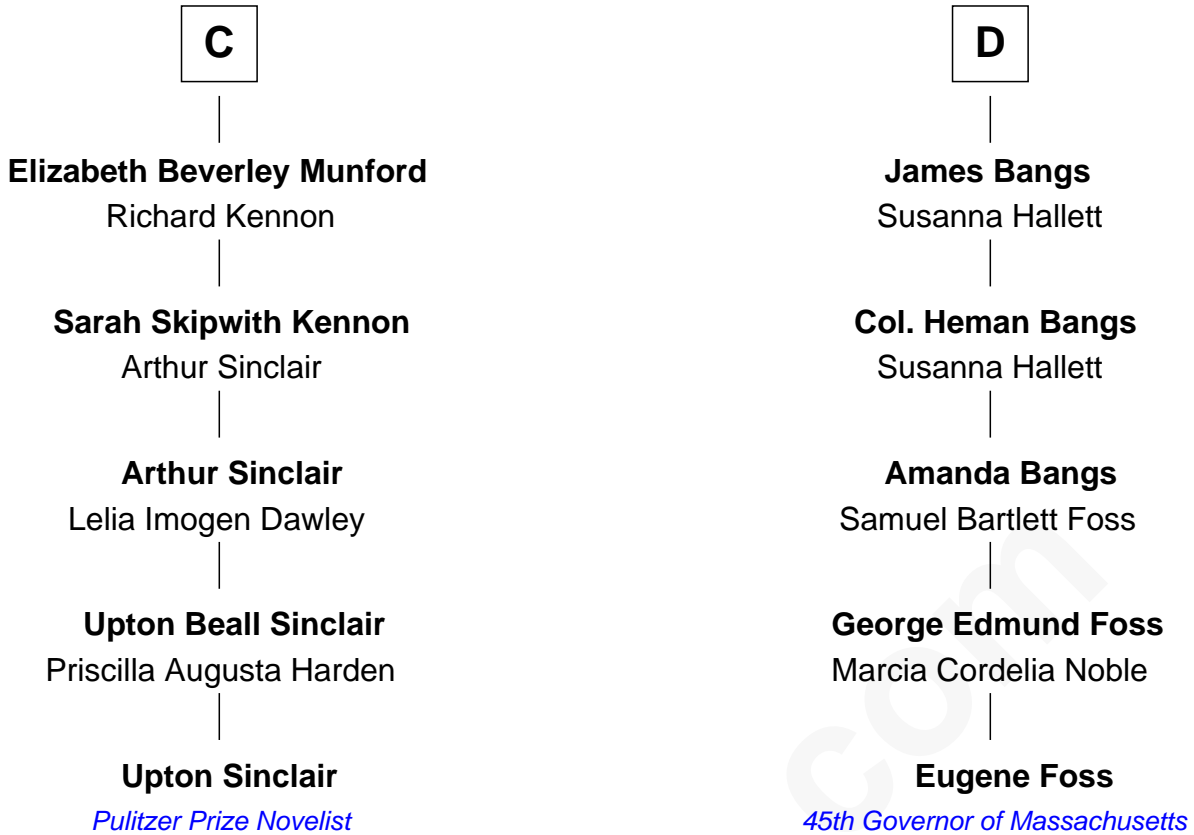 C
Elizabeth Beverley Munford
Richard Kennon
Sarah Skipwith Kennon
Arthur Sinclair
Arthur Sinclair
Lelia Imogen Dawley
Upton Beall Sinclair
Priscilla Augusta Harden
Upton Sinclair
Pulitzer Prize Novelist
D
James Bangs
Susanna Hallett
Col. Heman Bangs
Susanna Hallett
Amanda Bangs
Samuel Bartlett Foss
George Edmund Foss
Marcia Cordelia Noble
Eugene Foss
45th Governor of Massachusetts
com